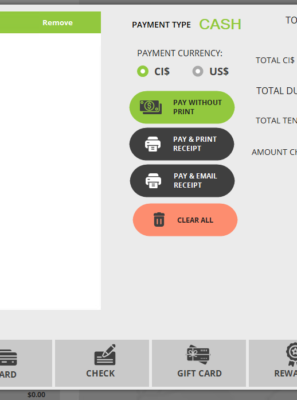 Remove
PAYMENT TYPE CASH
TO
PAYMENT CURRENCY:
CI$ US$
TOTAL CI$
TOTAL DU
TOTAL TEN
AMOUNT CH
PAY WITHOUT
PRINT
PAY & PRINT
RECEIPT
PAY & EMAIL
RECEIPT
CLEAR ALL
ARD
CHECK
GIFT CARD
REWA
$0.00